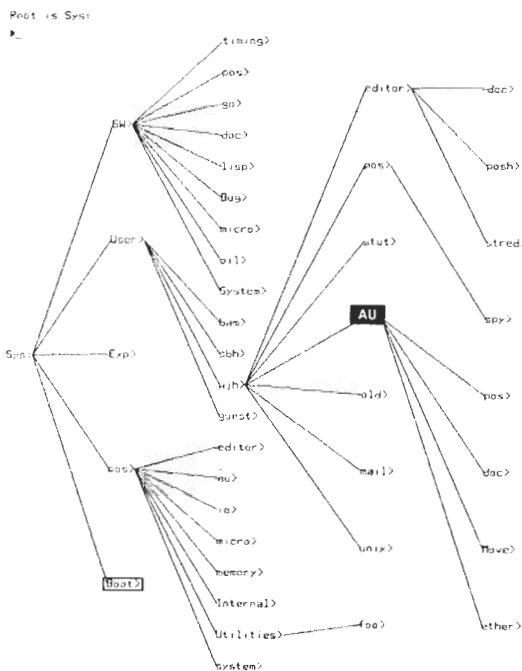 Root is Sys:
timing>
pos>
go>
doc>
lisp>
Bug>
micro>
oil>
System>
SW>
User>
bam>
cbh>
guest>
Sys:
Exp>
pos>
editor>
au>
io>
micro>
memory>
Internal>
Utilities>
system>
foo>
Boot>
editor>
doc>
posh>
stred
pos>
spy>
stut>
AU
pos>
doc>
Move>
ether>
old>
mail>
unix>